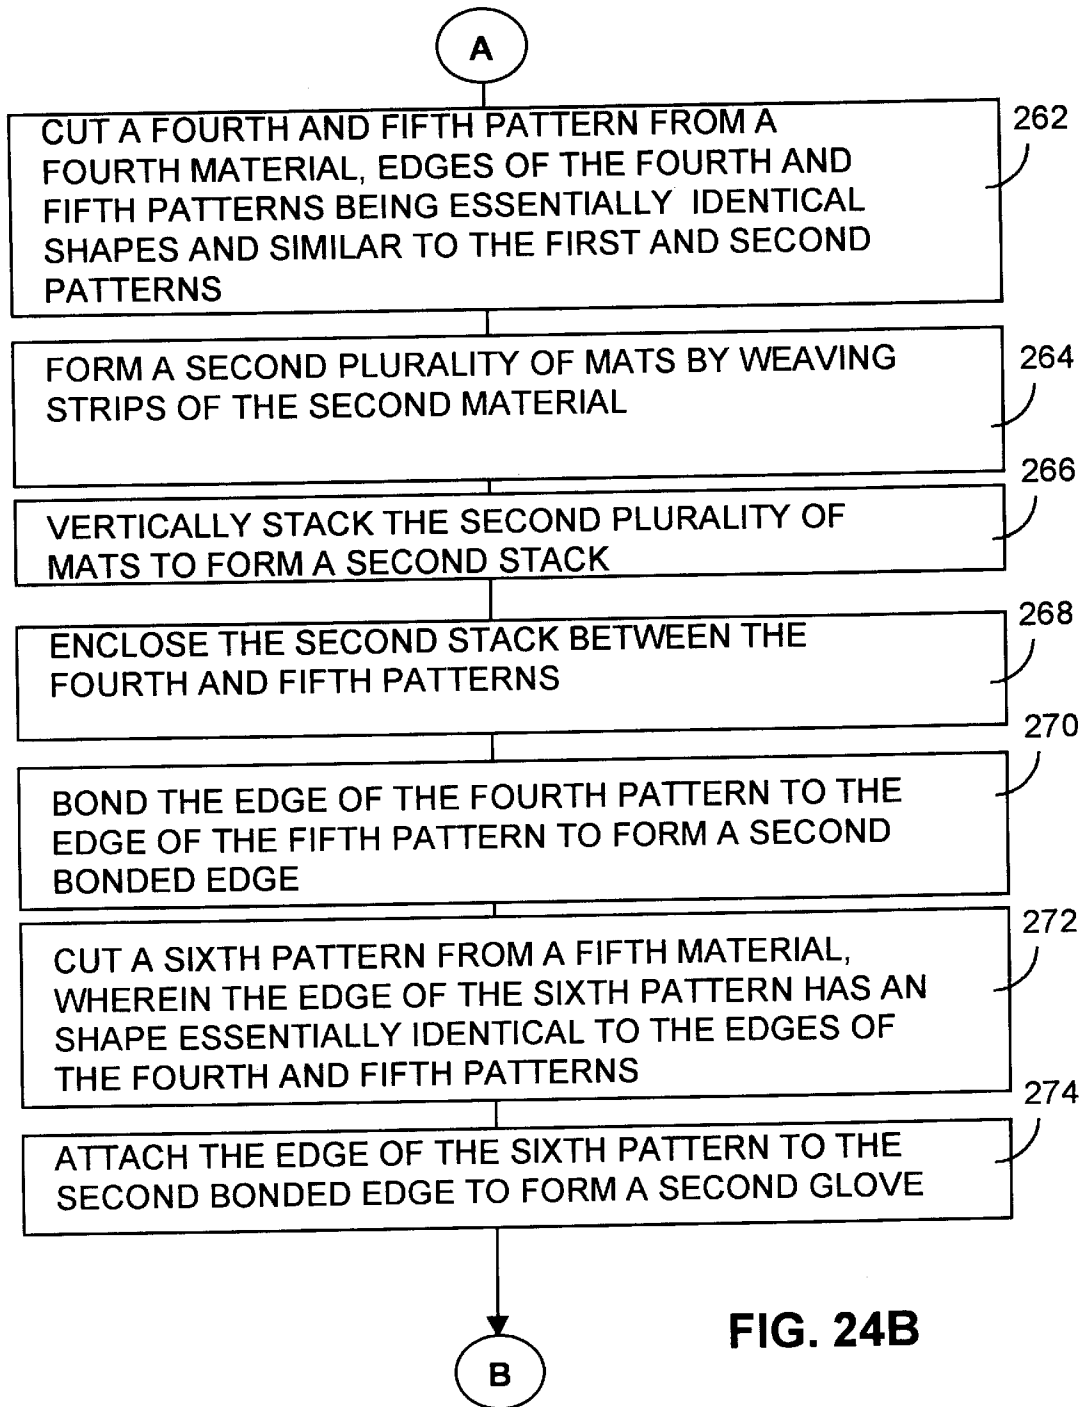 A
CUT A FOURTH AND FIFTH PATTERN FROM A
FOURTH MATERIAL, EDGES OF THE FOURTH AND
FIFTH PATTERNS BEING ESSENTIALLY IDENTICAL
SHAPES AND SIMILAR TO THE FIRST AND SECOND
PATTERNS
262
FORM A SECOND PLURALITY OF MATS BY WEAVING
STRIPS OF THE SECOND MATERIAL
264
VERTICALLY STACK THE SECOND PLURALITY OF
MATS TO FORM A SECOND STACK
266
ENCLOSE THE SECOND STACK BETWEEN THE
FOURTH AND FIFTH PATTERNS
268
BOND THE EDGE OF THE FOURTH PATTERN TO THE
EDGE OF THE FIFTH PATTERN TO FORM A SECOND
BONDED EDGE
270
CUT A SIXTH PATTERN FROM A FIFTH MATERIAL,
WHEREIN THE EDGE OF THE SIXTH PATTERN HAS AN
SHAPE ESSENTIALLY IDENTICAL TO THE EDGES OF
THE FOURTH AND FIFTH PATTERNS
272
ATTACH THE EDGE OF THE SIXTH PATTERN TO THE
SECOND BONDED EDGE TO FORM A SECOND GLOVE
274
FIG. 24B
B